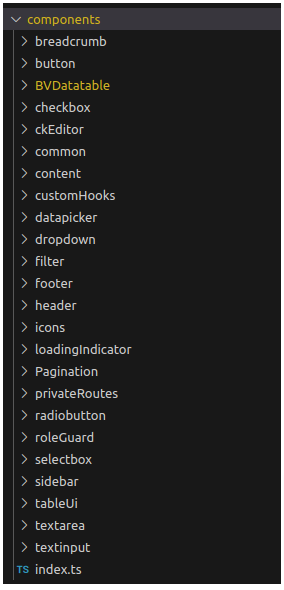 components
breadcrumb
button
BVDatatable
checkbox
ckEditor
common
content
customHooks
datapicker
dropdown
filter
footer
header
icons
loadingIndicator
Pagination
privateRoutes
radiobutton
roleGuard
selectbox
sidebar
tableUi
textarea
textinput
TS index.ts